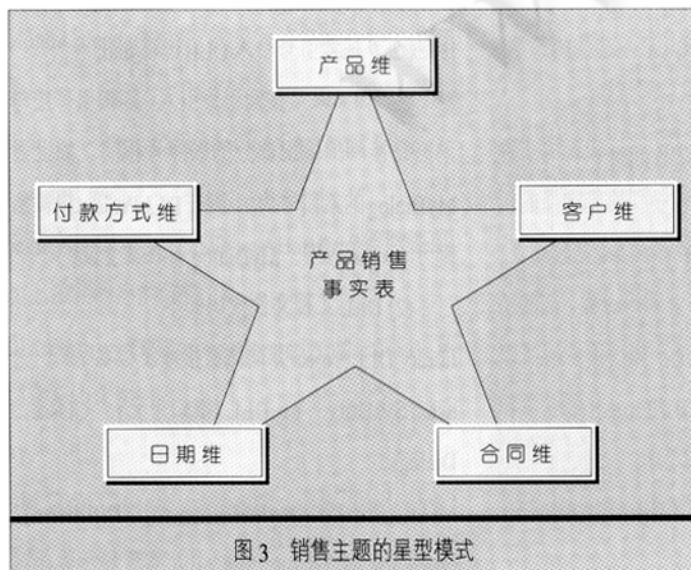 产品维
付款方式维
客户维
产品销售
事实表
日期维
合同维
图3 销售主题的星型模式